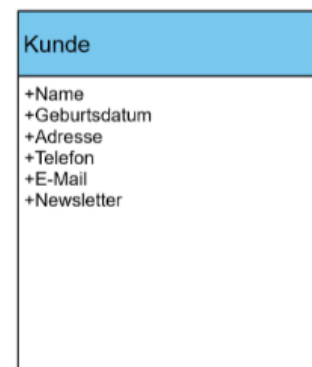 Kunde
+Name
+Geburtsdatum
+Adresse
+Telefon
+E-Mail
+Newsletter